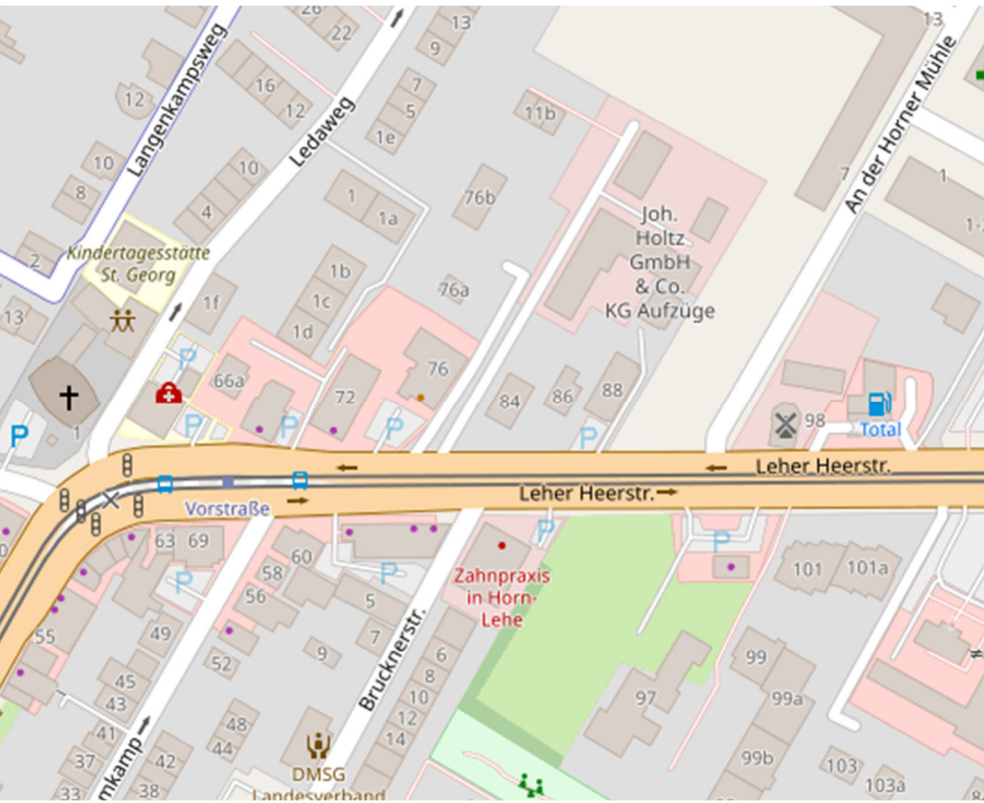 26
22
13
9
13
Langenkampsweg
16
12
12
7
5
1e
11b
An der Horner Mühle
Ledaweg
10
8
10
4
1
1a
76b
7
1
2
Kindertagesstätte
St. Georg
Joh.
Holtz
GmbH
& Co.
KG Aufzüge
13
1f
1b
1c
1d
76a
P
66a
72
76
84
86
88
98
Total
P
1
P
P
P
P
Leher Heerstr.
Leher Heerstr.
Vorstraße
63
69
P
P
P
60
58
56
P
5
Zahnpraxis
in Horn-
Lehe
101
101a
55
49
52
9
7
Brucknerstr.
6
8
10
12
14
99
99a
97
45
43
41
37
33
48
44
42
38
DMSG
Landesverband
99b
103
103a